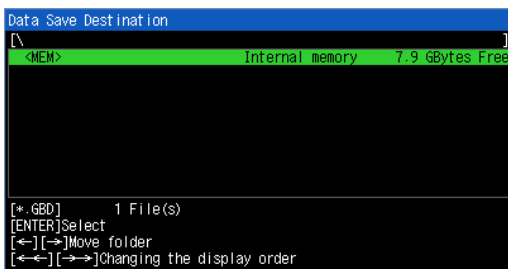 Data Save Destination
[\ ]
<MEM> Internal memory 7.9 GBytes Free
[*.GBD] 1 File(s)
[ENTER]Select
[←][→]Move folder
[←←][→→]Changing the display order